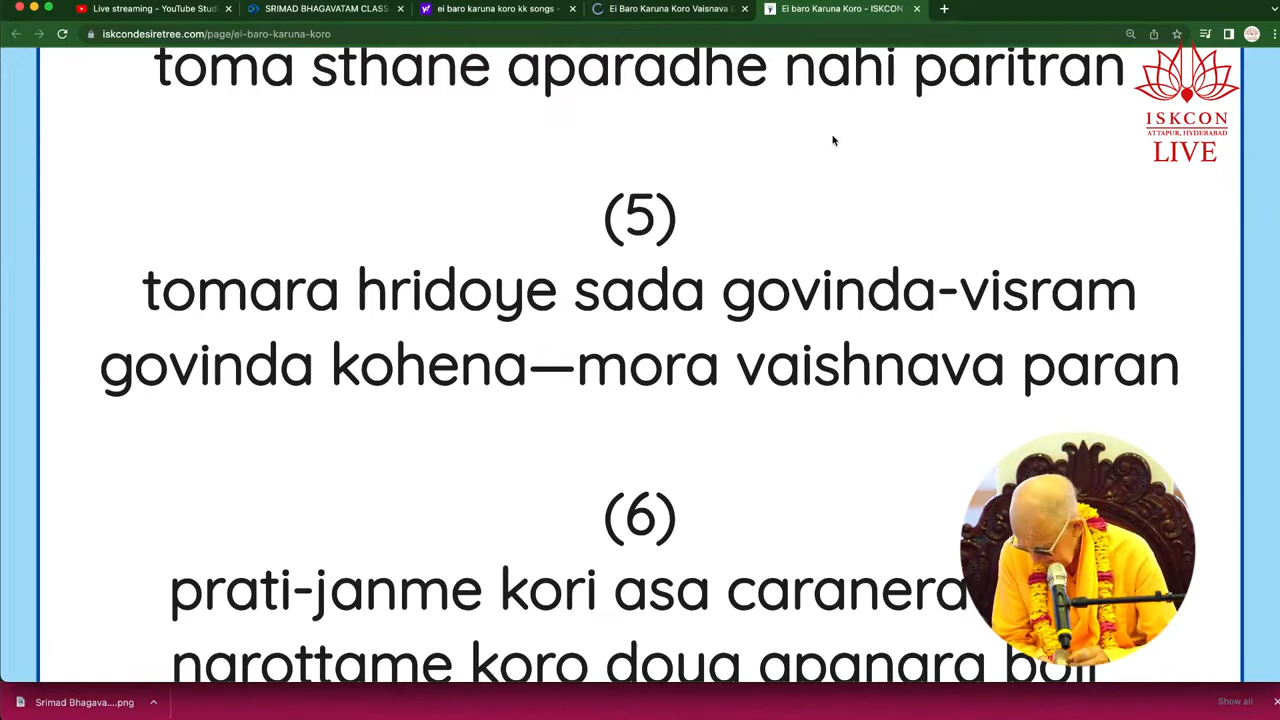 Live streaming - YouTube Stud
SRIMAD BHAGAVATAM CLASS
ei baro karuna koro kk songs -
Ei Baro Karuna Koro Vaisnava
Ei baro Karuna Koro - ISKCON
iskcondesiretree.com/page/ei-baro-karuna-koro
toma sthane aparadhe nahi paritran
ISKCON
ATTAPUR, HYDERABAD
LIVE
(5)
tomara hridoye sada govinda-visram
govinda kohena—mora vaishnava paran
(6)
prati-janme kori asa caranera
narottame koro doya apanara boli
Srimad Bhagava....png
Show all